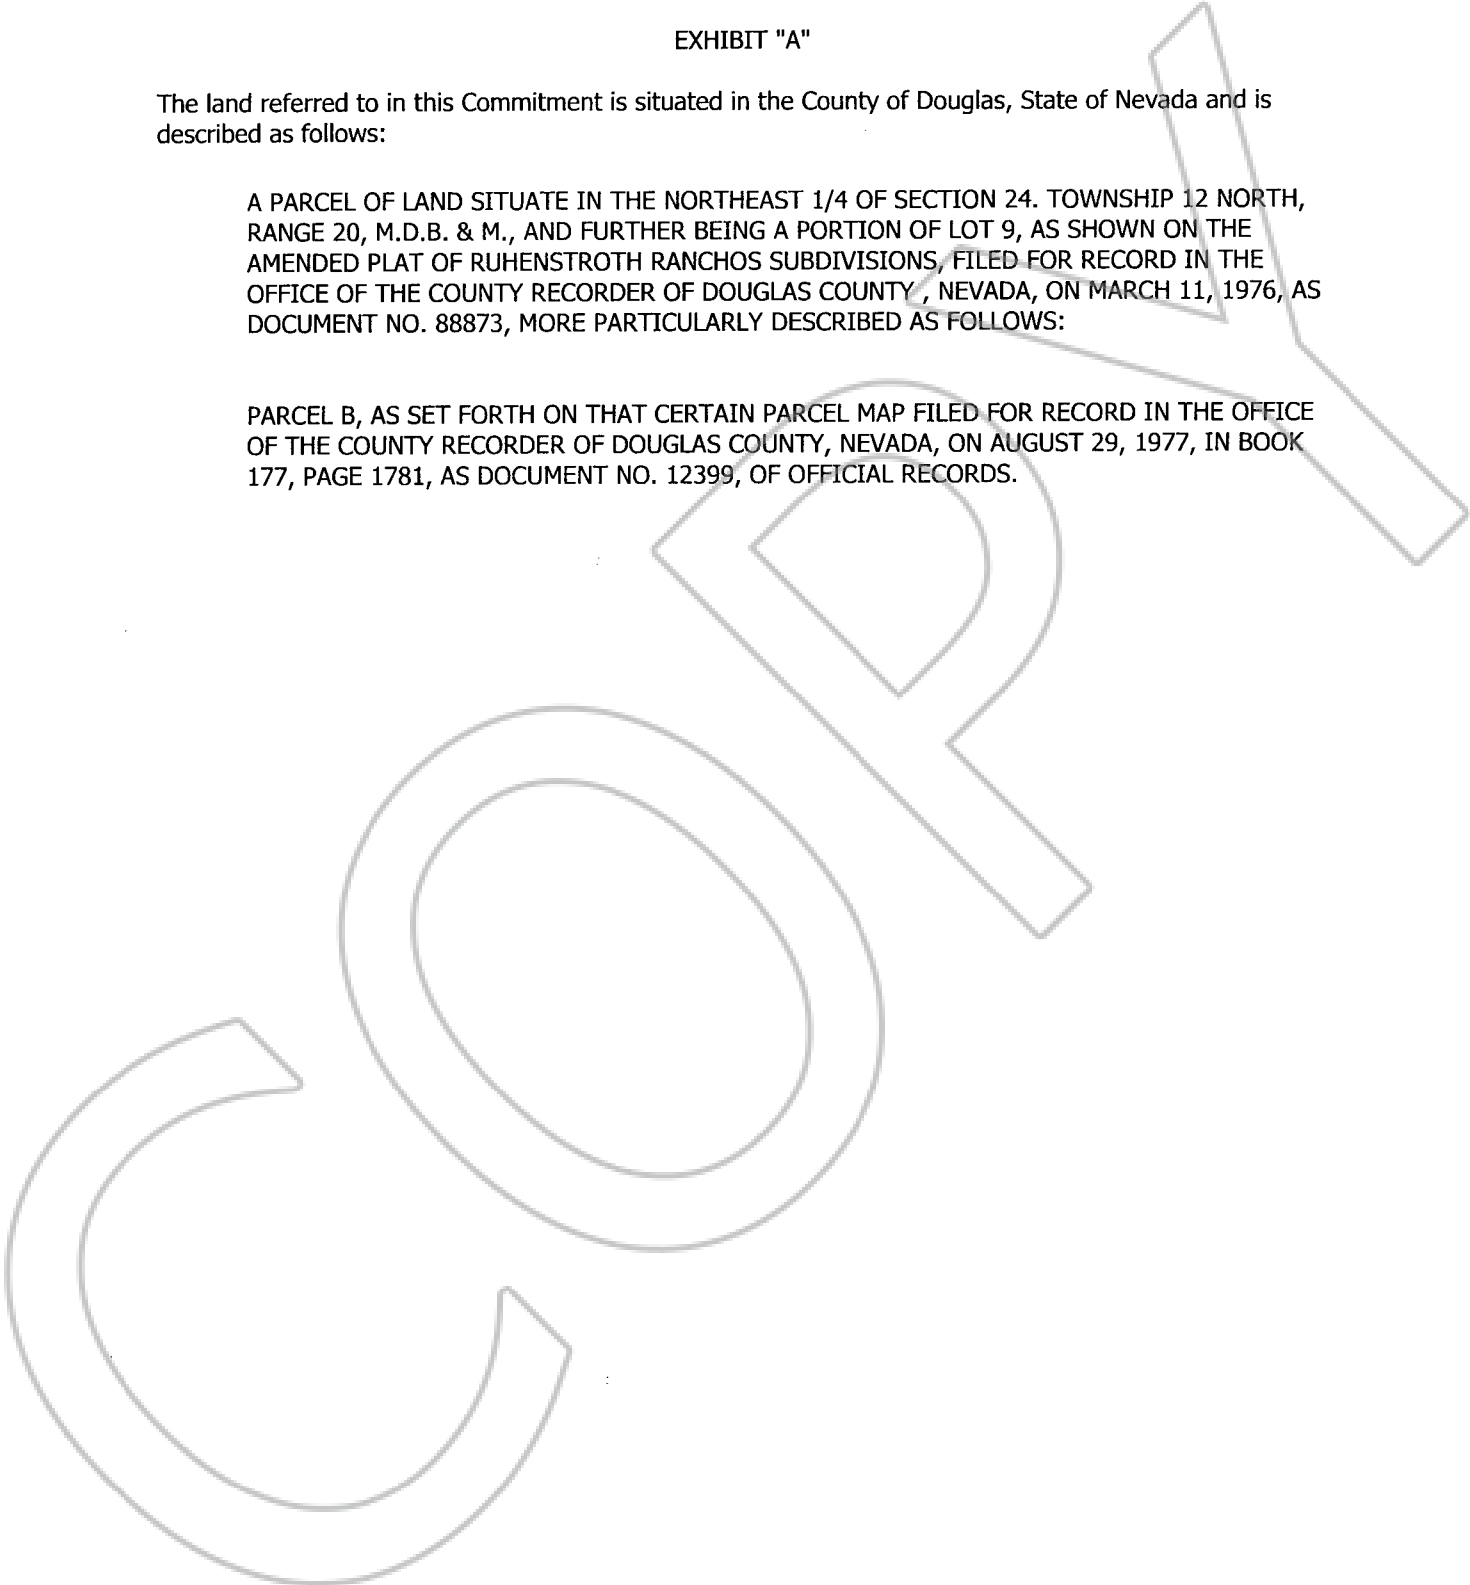 EXHIBIT "A"
The land referred to in this Commitment is situated in the County of Douglas, State of Nevada and is
described as follows:
A PARCEL OF LAND SITUATE IN THE NORTHEAST 1/4 OF SECTION 24. TOWNSHIP 12 NORTH,
RANGE 20, M.D.B. & M., AND FURTHER BEING A PORTION OF LOT 9, AS SHOWN ON THE
AMENDED PLAT OF RUHENSTROTH RANCHOS SUBDIVISIONS, FILED FOR RECORD IN THE
OFFICE OF THE COUNTY RECORDER OF DOUGLAS COUNTY , NEVADA, ON MARCH 11, 1976, AS
DOCUMENT NO. 88873, MORE PARTICULARLY DESCRIBED AS FOLLOWS:
PARCEL B, AS SET FORTH ON THAT CERTAIN PARCEL MAP FILED FOR RECORD IN THE OFFICE
OF THE COUNTY RECORDER OF DOUGLAS COUNTY, NEVADA, ON AUGUST 29, 1977, IN BOOK
177, PAGE 1781, AS DOCUMENT NO. 12399, OF OFFICIAL RECORDS.
COPY